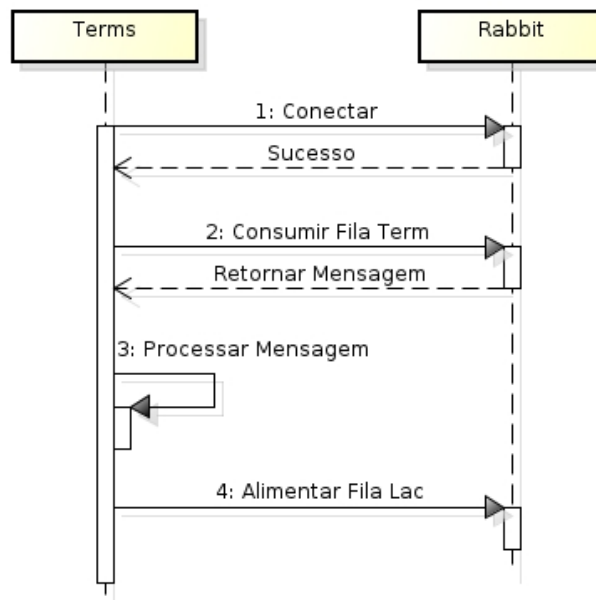 Terms
Rabbit
1: Conectar
Sucesso
2: Consumir Fila Term
Retornar Mensagem
3: Processar Mensagem
4: Alimentar Fila Lac